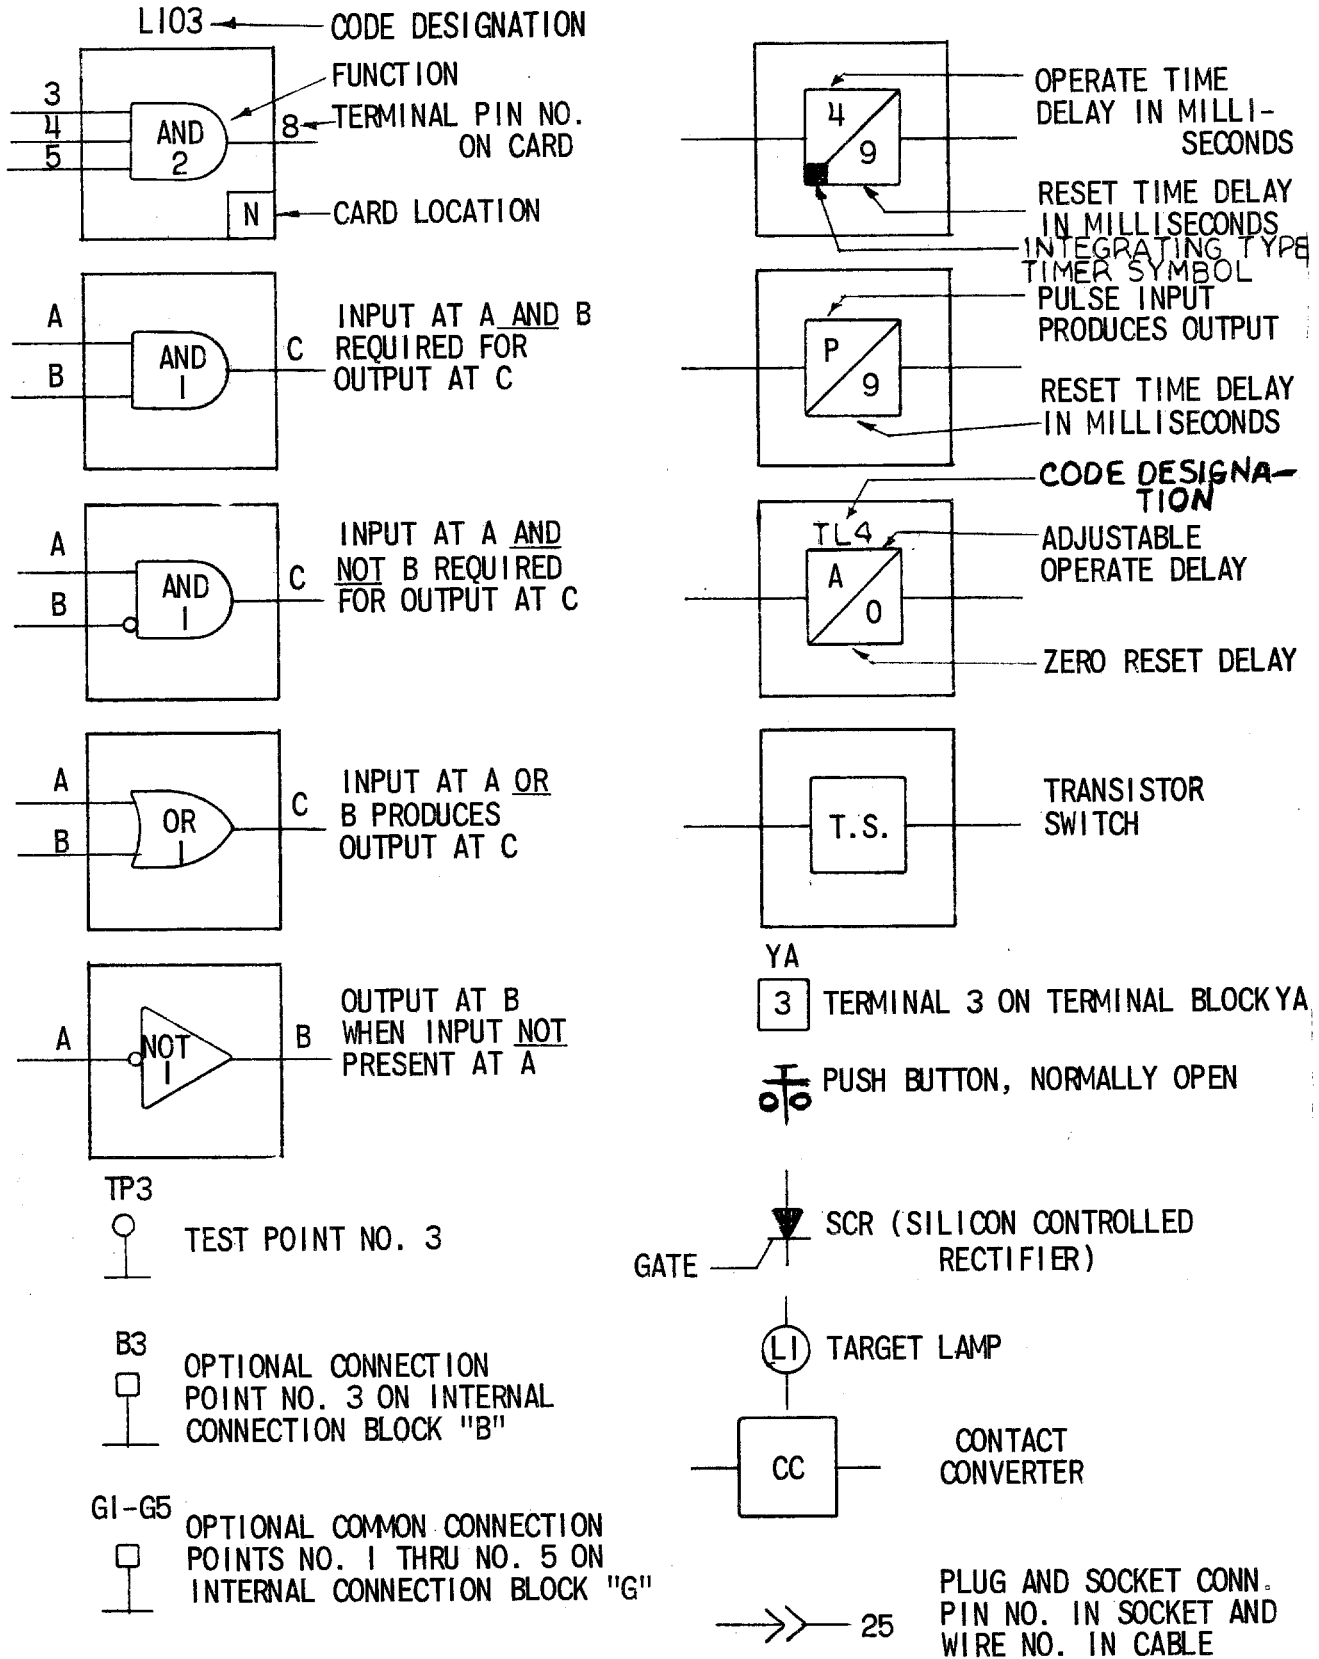 L103
CODE DESIGNATION
FUNCTION
3
4
5
AND
2
8
TERMINAL PIN NO.
ON CARD
N
CARD LOCATION
A
B
AND
1
C
INPUT AT A AND B
REQUIRED FOR
OUTPUT AT C
A
B
AND
1
C
INPUT AT A AND
NOT B REQUIRED
FOR OUTPUT AT C
A
B
OR
1
C
INPUT AT A OR
B PRODUCES
OUTPUT AT C
A
NOT
1
B
OUTPUT AT B
WHEN INPUT NOT
PRESENT AT A
TP3
TEST POINT NO. 3
B3
OPTIONAL CONNECTION
POINT NO. 3 ON INTERNAL
CONNECTION BLOCK "B"
G1-G5
OPTIONAL COMMON CONNECTION
POINTS NO. 1 THRU NO. 5 ON
INTERNAL CONNECTION BLOCK "G"
4
9
OPERATE TIME
DELAY IN MILLI-
SECONDS
RESET TIME DELAY
IN MILLISECONDS
INTEGRATING TYPE
TIMER SYMBOL
P
9
PULSE INPUT
PRODUCES OUTPUT
RESET TIME DELAY
IN MILLISECONDS
CODE DESIGNA-
TION
TL4
A
0
ADJUSTABLE
OPERATE DELAY
ZERO RESET DELAY
T.S.
TRANSISTOR
SWITCH
YA
3
TERMINAL 3 ON TERMINAL BLOCK YA
PUSH BUTTON, NORMALLY OPEN
GATE
SCR (SILICON CONTROLLED
RECTIFIER)
L1
TARGET LAMP
CC
CONTACT
CONVERTER
25
PLUG AND SOCKET CONN.
PIN NO. IN SOCKET AND
WIRE NO. IN CABLE